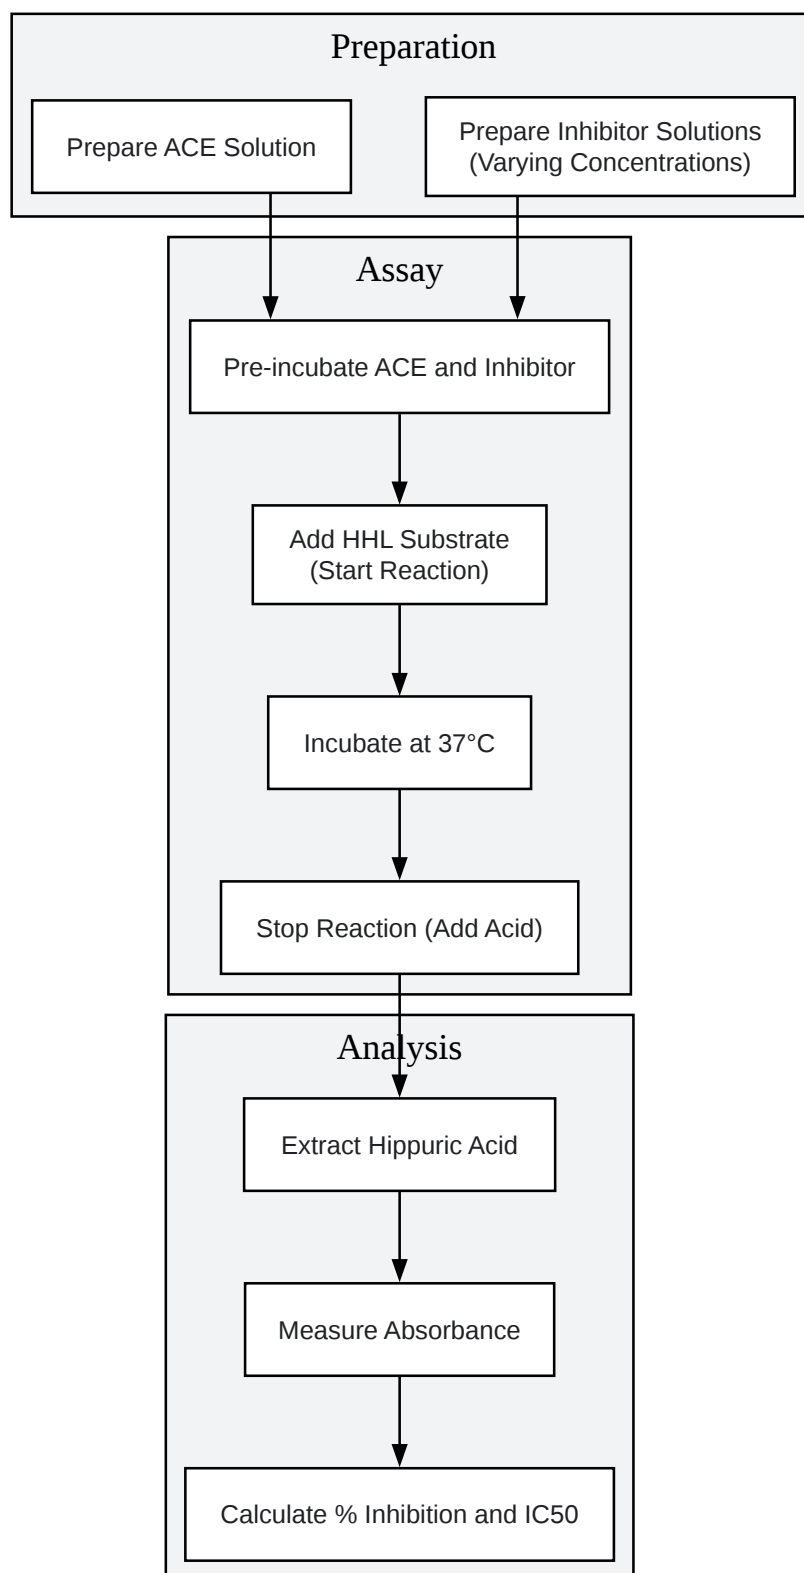 Preparation
Prepare ACE Solution
Prepare Inhibitor Solutions
(Varying Concentrations)
Assay
Pre-incubate ACE and Inhibitor
Add HHL Substrate
(Start Reaction)
Incubate at 37°C
Stop Reaction (Add Acid)
Analysis
Extract Hippuric Acid
Measure Absorbance
Calculate % Inhibition and IC50